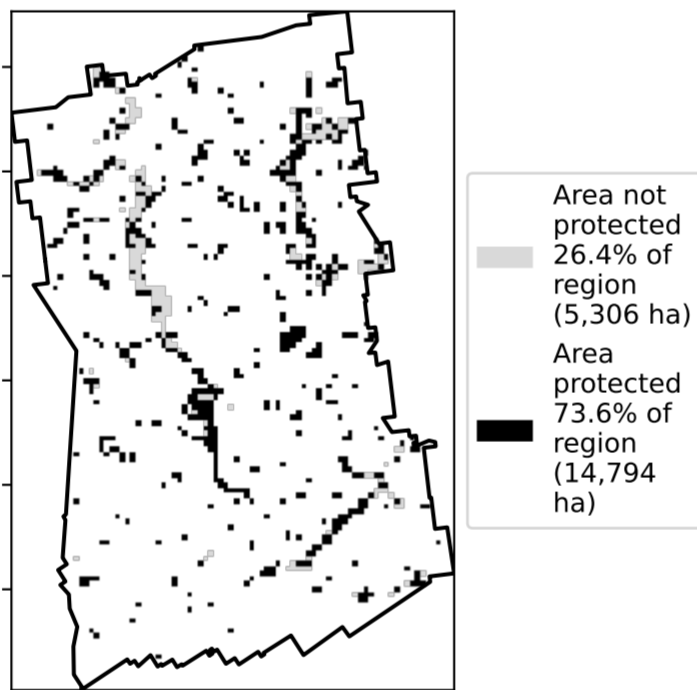 Area not
protected
26.4% of
region
(5,306 ha)
Area
protected
73.6% of
region
(14,794
ha)